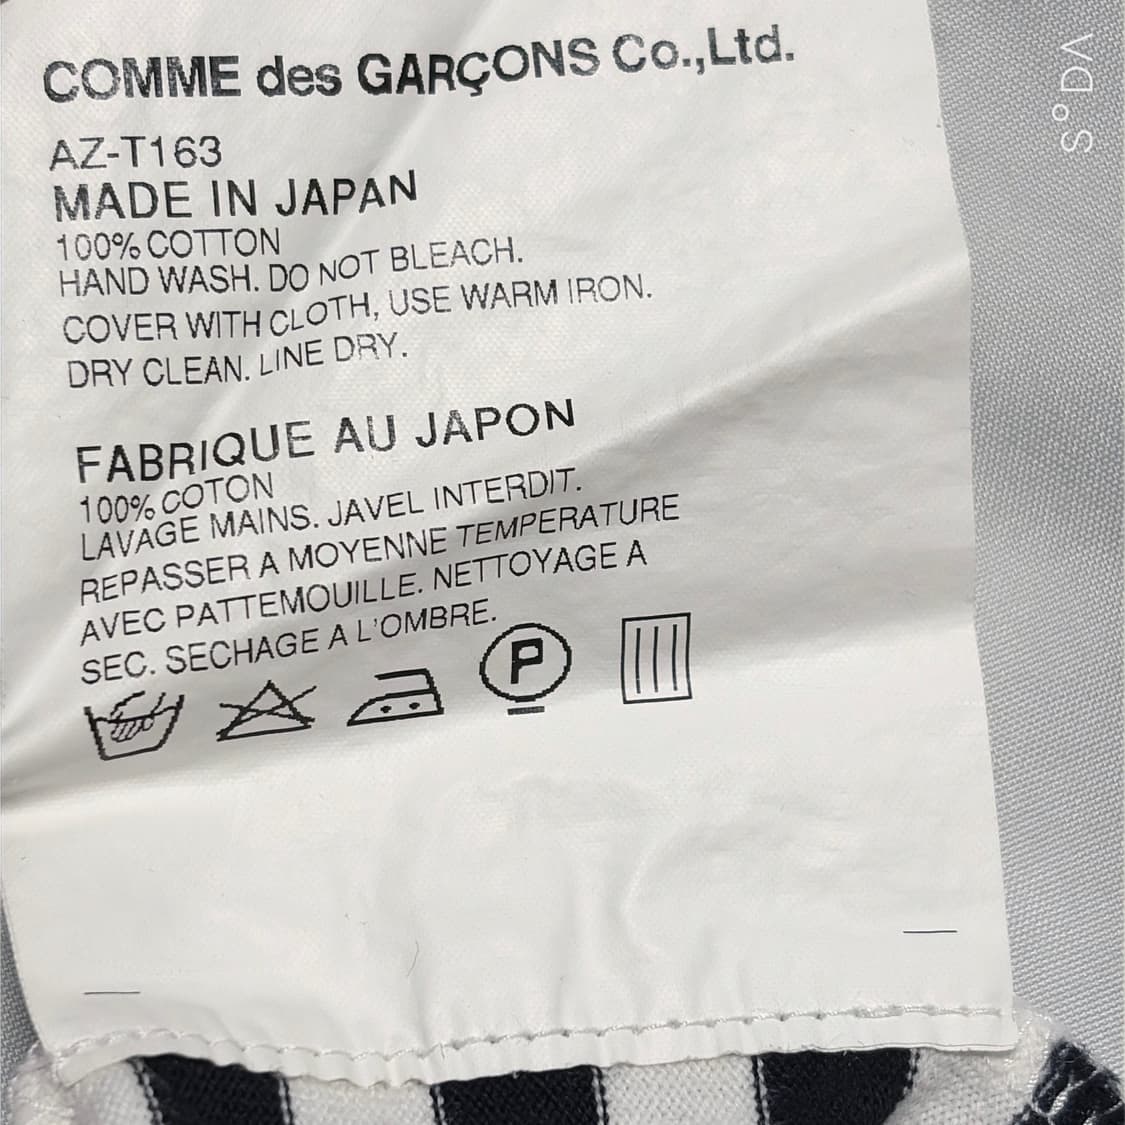 COMME des GARÇONS Co.,Ltd.
AZ-T163
MADE IN JAPAN
100% COTTON
HAND WASH. DO NOT BLEACH.
COVER WITH CLOTH, USE WARM IRON.
DRY CLEAN. LINE DRY.
FABRIQUE AU JAPON
100% COTON
LAVAGE MAINS. JAVEL INTERDIT.
REPASSER A MOYENNE TEMPERATURE
AVEC PATTEMOUILLE. NETTOYAGE A
SEC. SECHAGE A L'OMBRE.
P